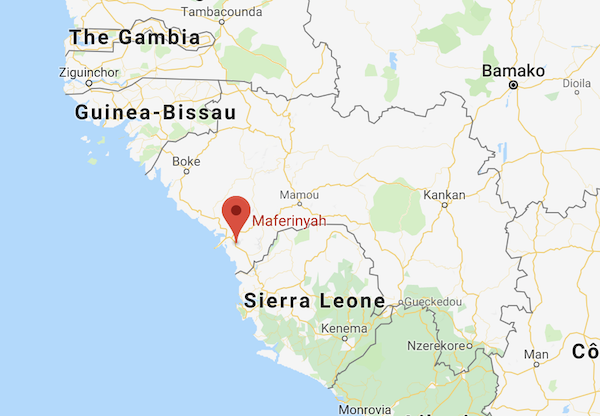 Tambacounda
The Gambia
Ziguinchor
Bamako
Dioila
Guinea-Bissau
Boke
Mamou
Kankan
Maferinyah
Sierra Leone
Gueckedou
Kenema
Nzerekore
Man
Cô
Monrovia